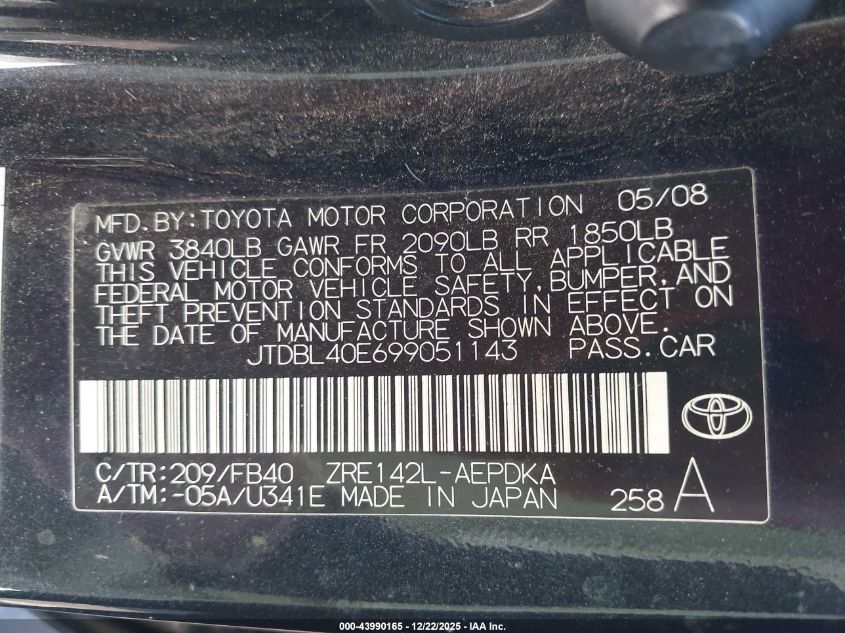 MFD.BY:TOYOTA MOTOR CORPORATION 05/08
GVWR 3840LB GAWR FR 2090LB RR 1850LB
THIS VEHICLE CONFORMS TO ALL APPLICABLE
FEDERAL MOTOR VEHICLE SAFETY,BUMPER,AND
THEFT PREVENTION STANDARDS IN EFFECT ON
THE DATE OF MANUFACTURE SHOWN ABOVE.
JTDBL40E699051143 PASS.CAR
C/TR:209/FB40 ZRE142L-AEPDKA
A/TM:-05A/U341E MADE IN JAPAN 258 A
000-43990165 - 12/22/2025 - IAA Inc.